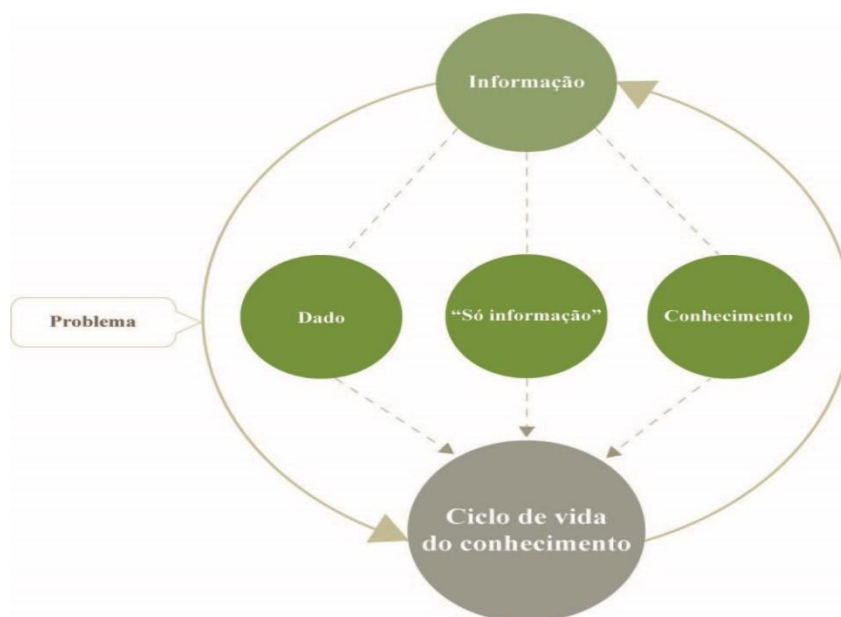 Informação
Problema
Dado
“Só informação”
Conhecimento
Ciclo de vida
do conhecimento